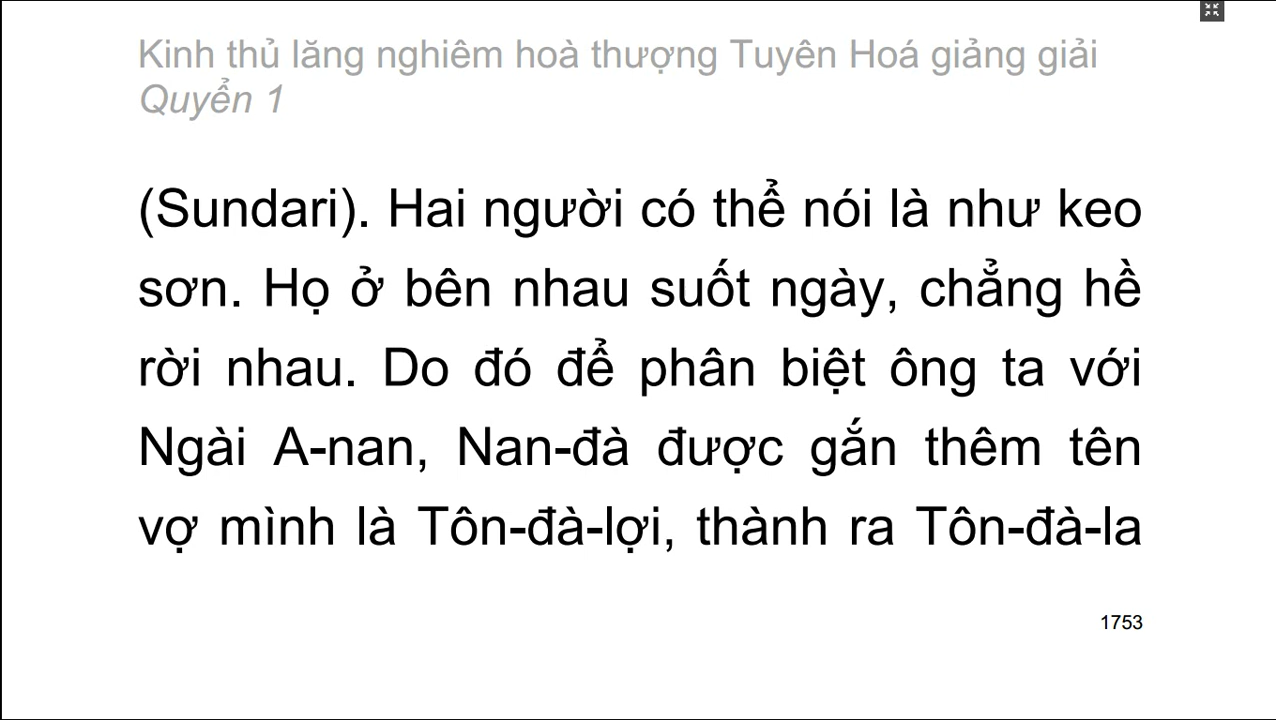 Kinh thủ lăng nghiêm hoà thượng Tuyên Hoá giảng giải
Quyển 1
(Sundari). Hai người có thể nói là như keo
sơn. Họ ở bên nhau suốt ngày, chẳng hề
rời nhau. Do đó để phân biệt ông ta với
Ngài A-nan, Nan-đà được gắn thêm tên
vợ mình là Tôn-đà-lợi, thành ra Tôn-đà-la
1753